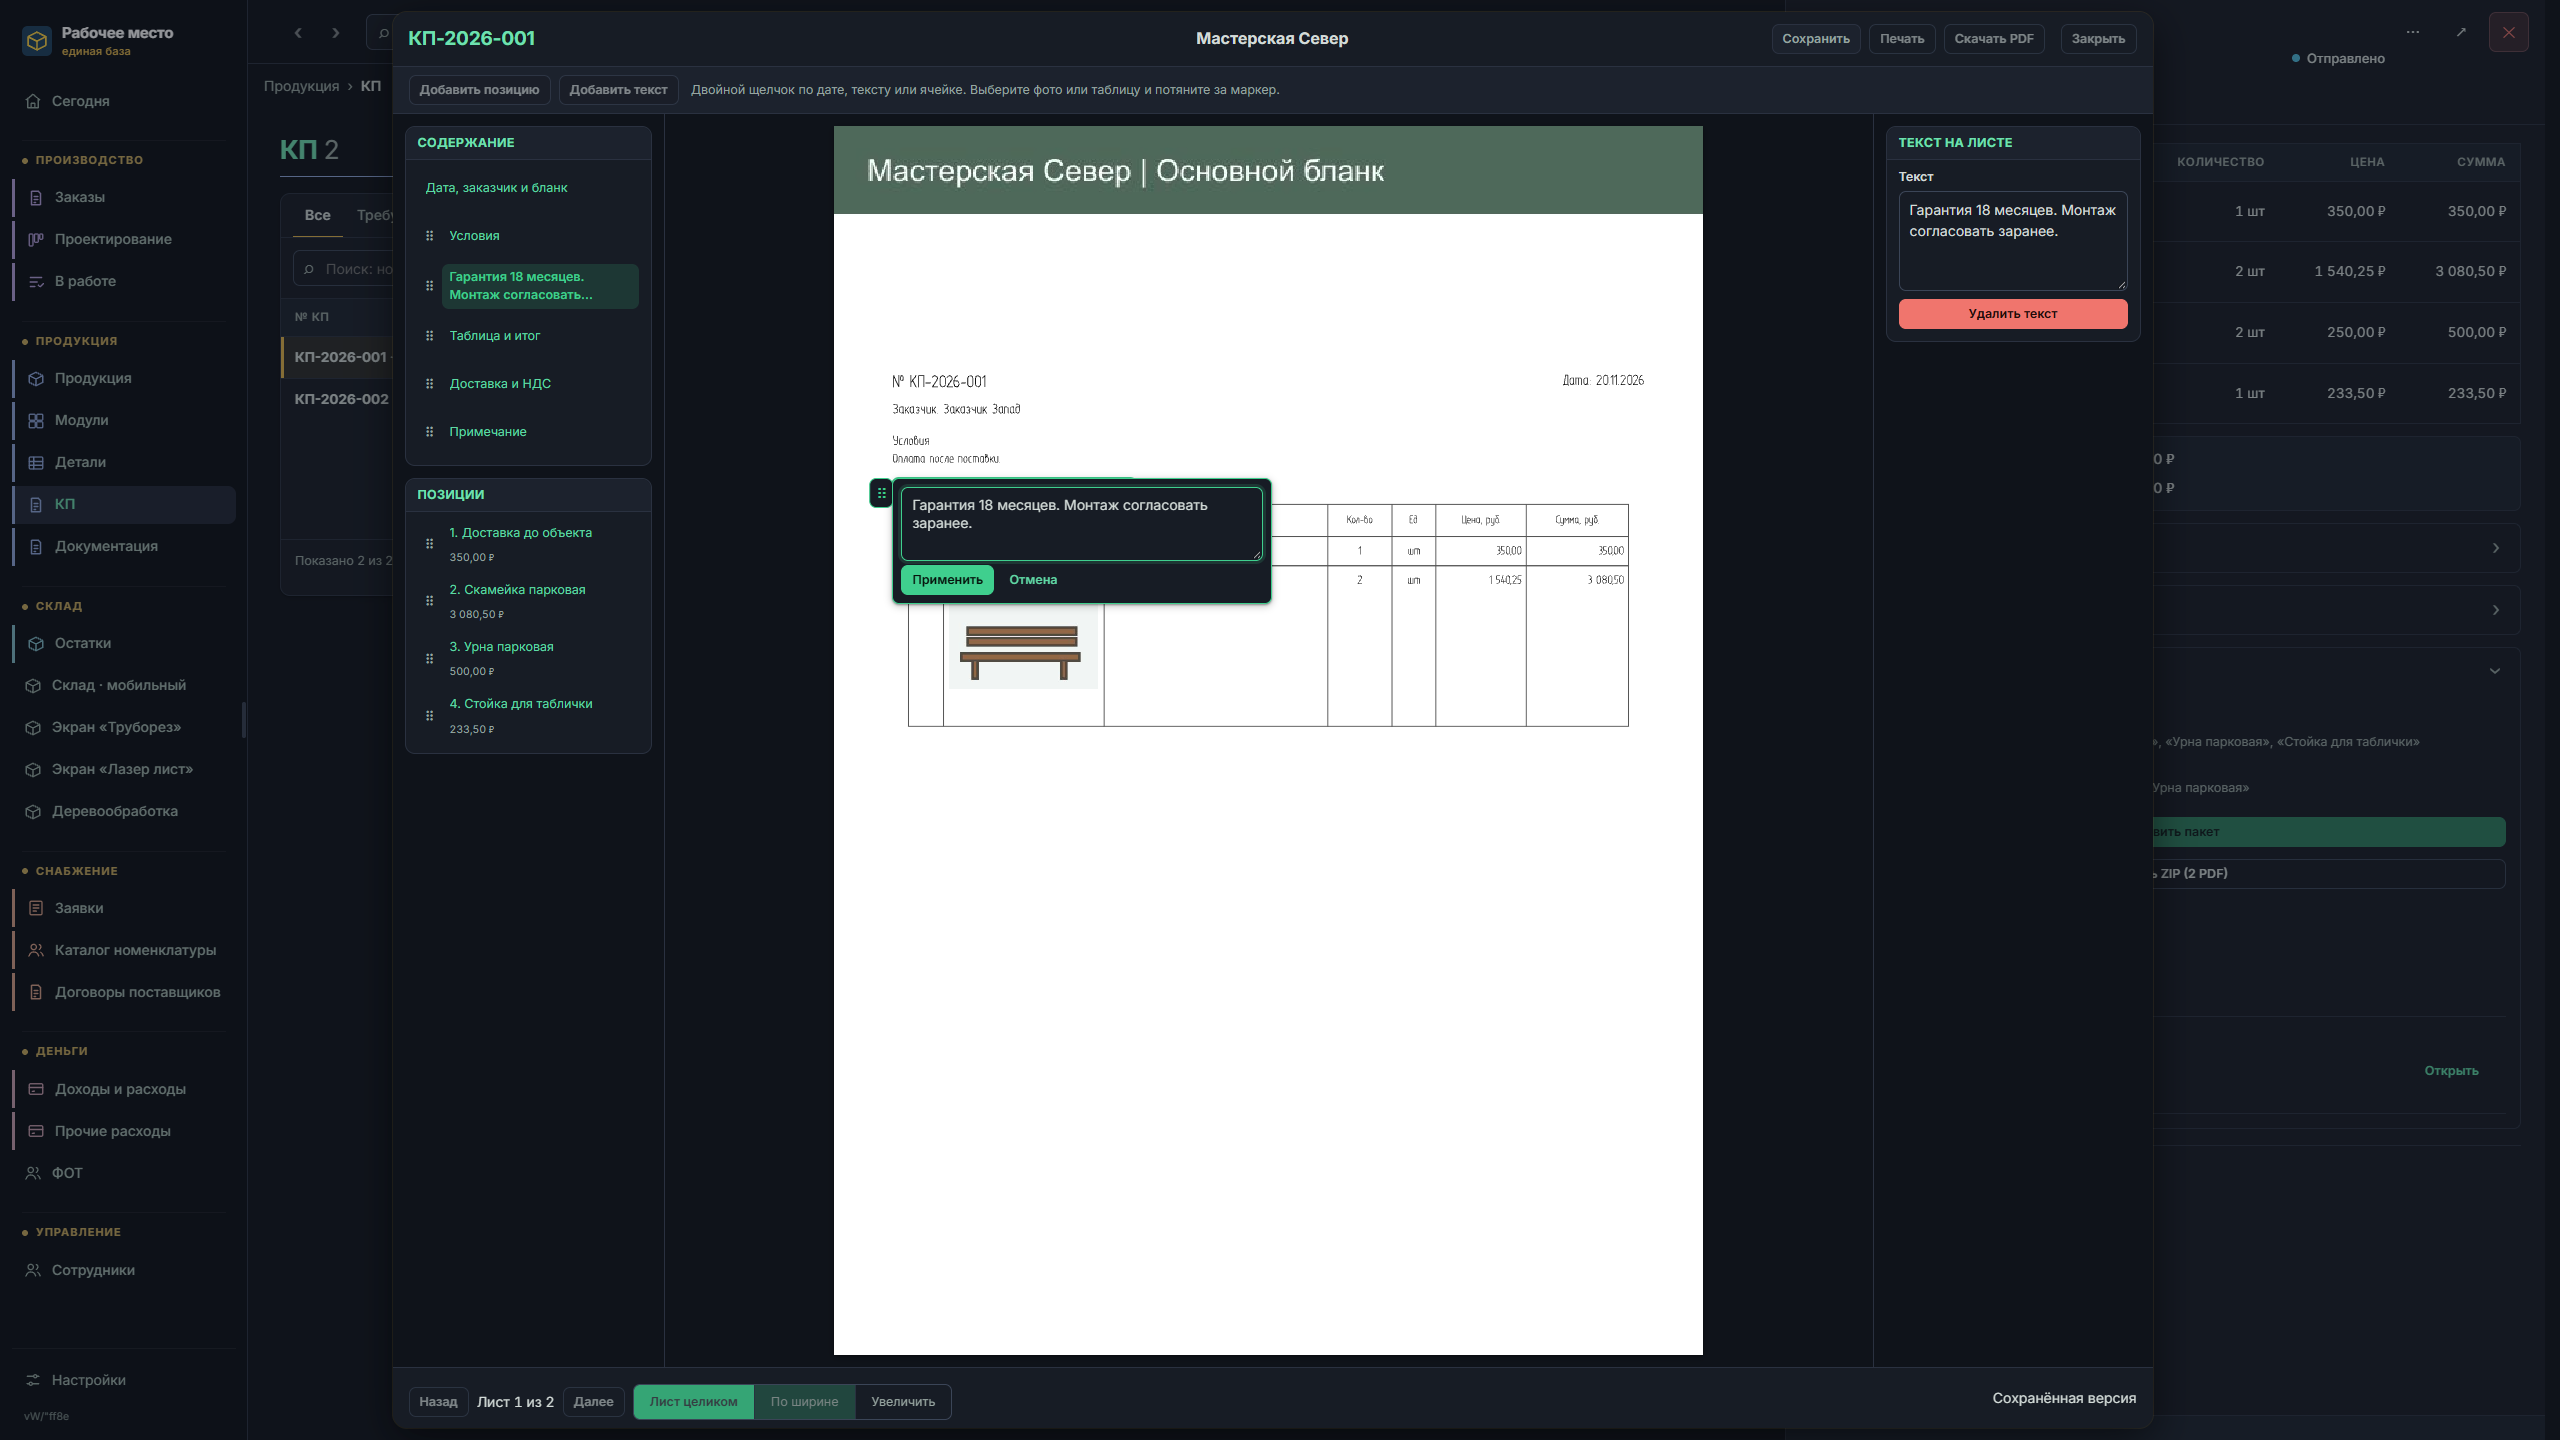 Рабочее место
единая база
Сегодня
ПРОИЗВОДСТВО
Заказы
Проектирование
В работе
ПРОДУКЦИЯ
Продукция
Модули
Детали
КП
Документация
СКЛАД
Остатки
Склад · мобильный
Экран «Труборез»
Экран «Лазер лист»
Деревообработка
СНАБЖЕНИЕ
Заявки
Каталог номенклатуры
Договоры поставщиков
ДЕНЬГИ
Доходы и расходы
Прочие расходы
ФОТ
УПРАВЛЕНИЕ
Сотрудники
Настройки
vW/"ff8e
Продукция › КП
КП 2
Все
Поиск:
№ КП
КП-2026-001
КП-2026-002
Показано 2 из 2
КП-2026-001
Мастерская Север
Сохранить
Печать
Скачать PDF
Закрыть
Добавить позицию
Добавить текст
Двойной щелчок по дате, тексту или ячейке. Выберите фото или таблицу и потяните за маркер.
СОДЕРЖАНИЕ
Дата, заказчик и бланк
Условия
Гарантия 18 месяцев.
Монтаж согласовать...
Таблица и итог
Доставка и НДС
Примечание
ПОЗИЦИИ
1. Доставка до объекта
350,00 ₽
2. Скамейка парковая
3 080,50 ₽
3. Урна парковая
500,00 ₽
4. Стойка для таблички
233,50 ₽
Мастерская Север | Основной бланк
№ КП-2026-001
Дата: 20.11.2026
Заказчик: Заказчик Запад
Условия
Оплата после поставки.
Гарантия 18 месяцев. Монтаж согласовать
заранее.
Применить
Отмена
Кол-во Ед. Цена, руб. Сумма, руб.
1 шт 350,00 350,00
2 шт 1 540,25 3 080,50
ТЕКСТ НА ЛИСТЕ
Текст
Гарантия 18 месяцев. Монтаж
согласовать заранее.
Удалить текст
Назад
Лист 1 из 2
Далее
Лист целиком
По ширине
Увеличить
Сохранённая версия
Отправлено
КОЛИЧЕСТВО ЦЕНА СУММА
1 шт 350,00 ₽ 350,00 ₽
2 шт 1 540,25 ₽ 3 080,50 ₽
2 шт 250,00 ₽ 500,00 ₽
1 шт 233,50 ₽ 233,50 ₽
0 ₽
0 ₽
, «Урна парковая», «Стойка для таблички»
Урна парковая»
пакет
ZIP (2 PDF)
Открыть